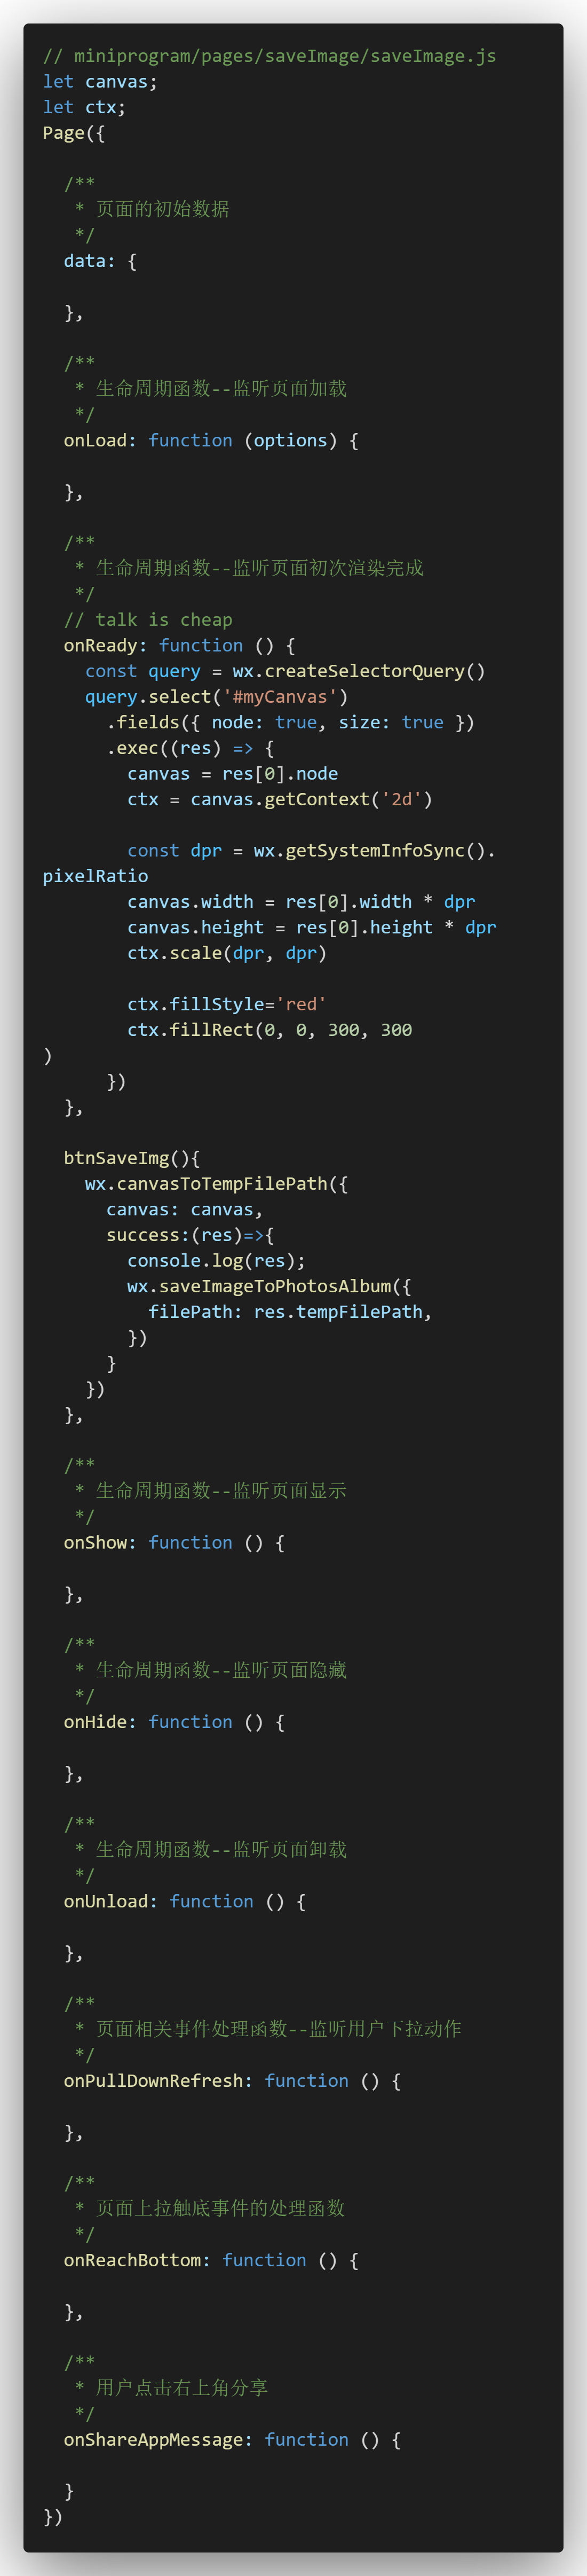 // miniprogram/pages/saveImage/saveImage.js
let canvas;
let ctx;
Page({

  /**
   * 页面的初始数据
   */
  data: {

  },

  /**
   * 生命周期函数--监听页面加载
   */
  onLoad: function (options) {

  },

  /**
   * 生命周期函数--监听页面初次渲染完成
   */
  // talk is cheap
  onReady: function () {
    const query = wx.createSelectorQuery()
    query.select('#myCanvas')
      .fields({ node: true, size: true })
      .exec((res) => {
        canvas = res[0].node
        ctx = canvas.getContext('2d')

        const dpr = wx.getSystemInfoSync().
pixelRatio
        canvas.width = res[0].width * dpr
        canvas.height = res[0].height * dpr
        ctx.scale(dpr, dpr)

        ctx.fillStyle='red'
        ctx.fillRect(0, 0, 300, 300
)
      })
  },

  btnSaveImg(){
    wx.canvasToTempFilePath({
      canvas: canvas,
      success:(res)=>{
        console.log(res);
        wx.saveImageToPhotosAlbum({
          filePath: res.tempFilePath,
        })
      }
    })
  },

  /**
   * 生命周期函数--监听页面显示
   */
  onShow: function () {

  },

  /**
   * 生命周期函数--监听页面隐藏
   */
  onHide: function () {

  },

  /**
   * 生命周期函数--监听页面卸载
   */
  onUnload: function () {

  },

  /**
   * 页面相关事件处理函数--监听用户下拉动作
   */
  onPullDownRefresh: function () {

  },

  /**
   * 页面上拉触底事件的处理函数
   */
  onReachBottom: function () {

  },

  /**
   * 用户点击右上角分享
   */
  onShareAppMessage: function () {

  }
})